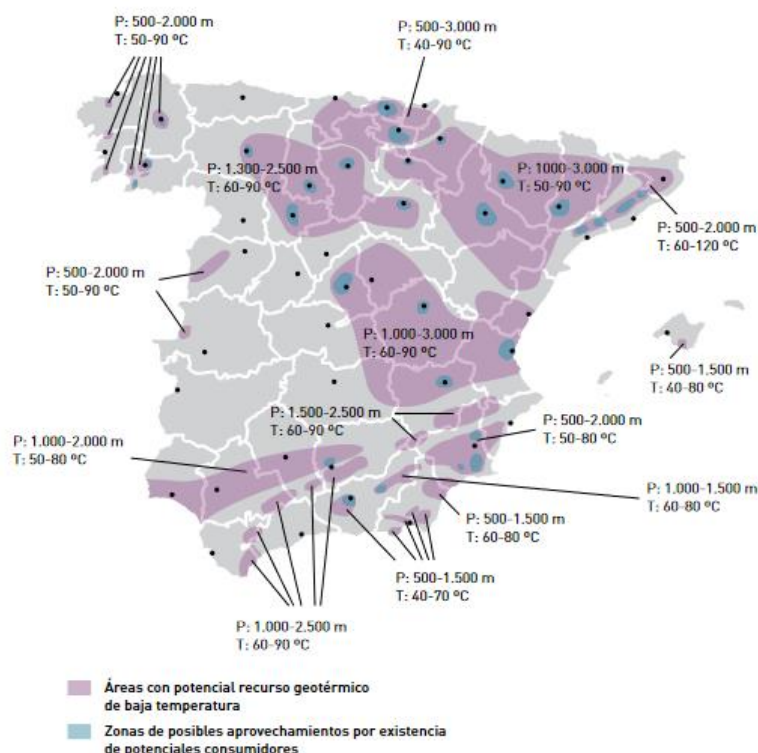 P: 500-2.000 m
T: 50-90 ºC
P: 500-3.000 m
T: 40-90 ºC
P: 1.300-2.500 m
T: 60-90 ºC
P: 1000-3.000 m
T: 50-90 ºC
P: 500-2.000 m
T: 60-120 ºC
P: 500-2.000 m
T: 50-90 ºC
P: 1.000-3.000 m
T: 60-90 ºC
P: 500-1.500 m
T: 40-80 ºC
P: 1.500-2.500 m
T: 60-90 ºC
P: 500-2.000 m
T: 50-80 ºC
P: 1.000-2.000 m
T: 50-80 ºC
P: 1.000-1.500 m
T: 60-80 ºC
P: 500-1.500 m
T: 60-80 ºC
P: 500-1.500 m
T: 40-70 ºC
P: 1.000-2.500 m
T: 60-90 ºC
Áreas con potencial recurso geotérmico
de baja temperatura
Zonas de posibles aprovechamientos por existencia
de potenciales consumidores